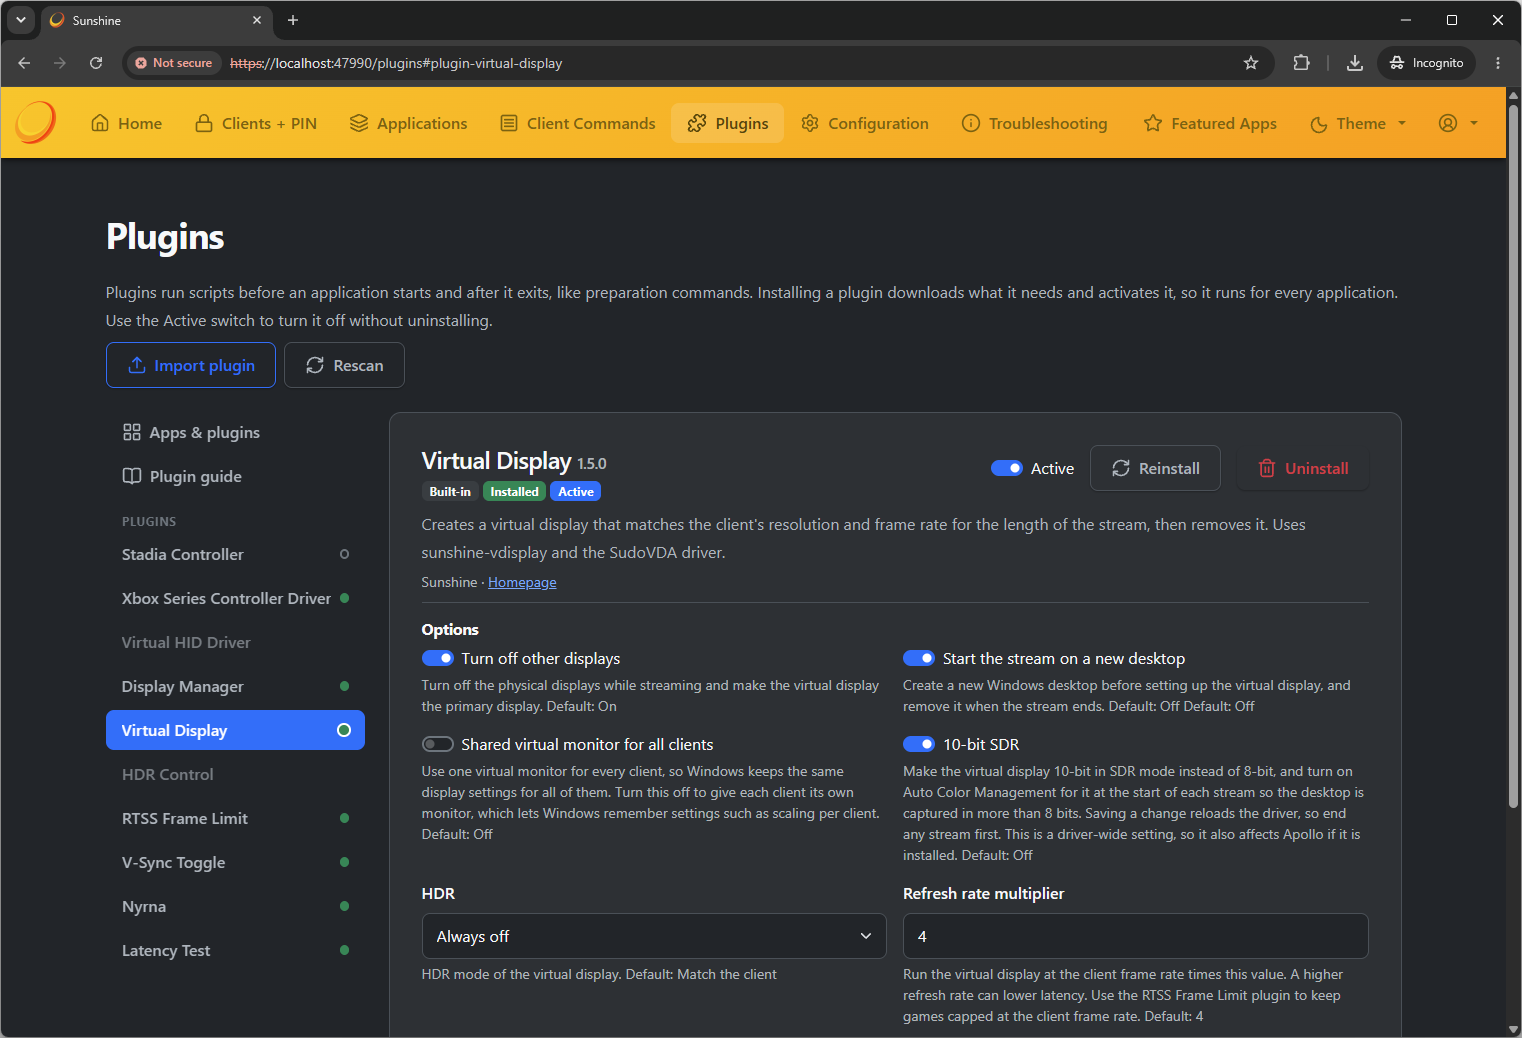 Sunshine
Not secure
https://localhost:47990/plugins#plugin-virtual-display
Incognito
Home
Clients + PIN
Applications
Client Commands
Plugins
Configuration
Troubleshooting
Featured Apps
Theme
Plugins
Plugins run scripts before an application starts and after it exits, like preparation commands. Installing a plugin downloads what it needs and activates it, so it runs for every application.
Use the Active switch to turn it off without uninstalling.
Import plugin
Rescan
Apps & plugins
Plugin guide
PLUGINS
Stadia Controller
Xbox Series Controller Driver
Virtual HID Driver
Display Manager
Virtual Display
HDR Control
RTSS Frame Limit
V-Sync Toggle
Nyrna
Latency Test
Virtual Display 1.5.0
Built-in Installed Active
Active
Reinstall
Uninstall
Creates a virtual display that matches the client's resolution and frame rate for the length of the stream, then removes it. Uses
sunshine-vdisplay and the SudoVDA driver.
Sunshine · Homepage
Options
Turn off other displays
Turn off the physical displays while streaming and make the virtual display
the primary display. Default: On
Start the stream on a new desktop
Create a new Windows desktop before setting up the virtual display, and
remove it when the stream ends. Default: Off Default: Off
Shared virtual monitor for all clients
Use one virtual monitor for every client, so Windows keeps the same
display settings for all of them. Turn this off to give each client its own
monitor, which lets Windows remember settings such as scaling per client.
Default: Off
10-bit SDR
Make the virtual display 10-bit in SDR mode instead of 8-bit, and turn on
Auto Color Management for it at the start of each stream so the desktop is
captured in more than 8 bits. Saving a change reloads the driver, so end
any stream first. This is a driver-wide setting, so it also affects Apollo if it is
installed. Default: Off
HDR
Always off
HDR mode of the virtual display. Default: Match the client
Refresh rate multiplier
4
Run the virtual display at the client frame rate times this value. A higher
refresh rate can lower latency. Use the RTSS Frame Limit plugin to keep
games capped at the client frame rate. Default: 4